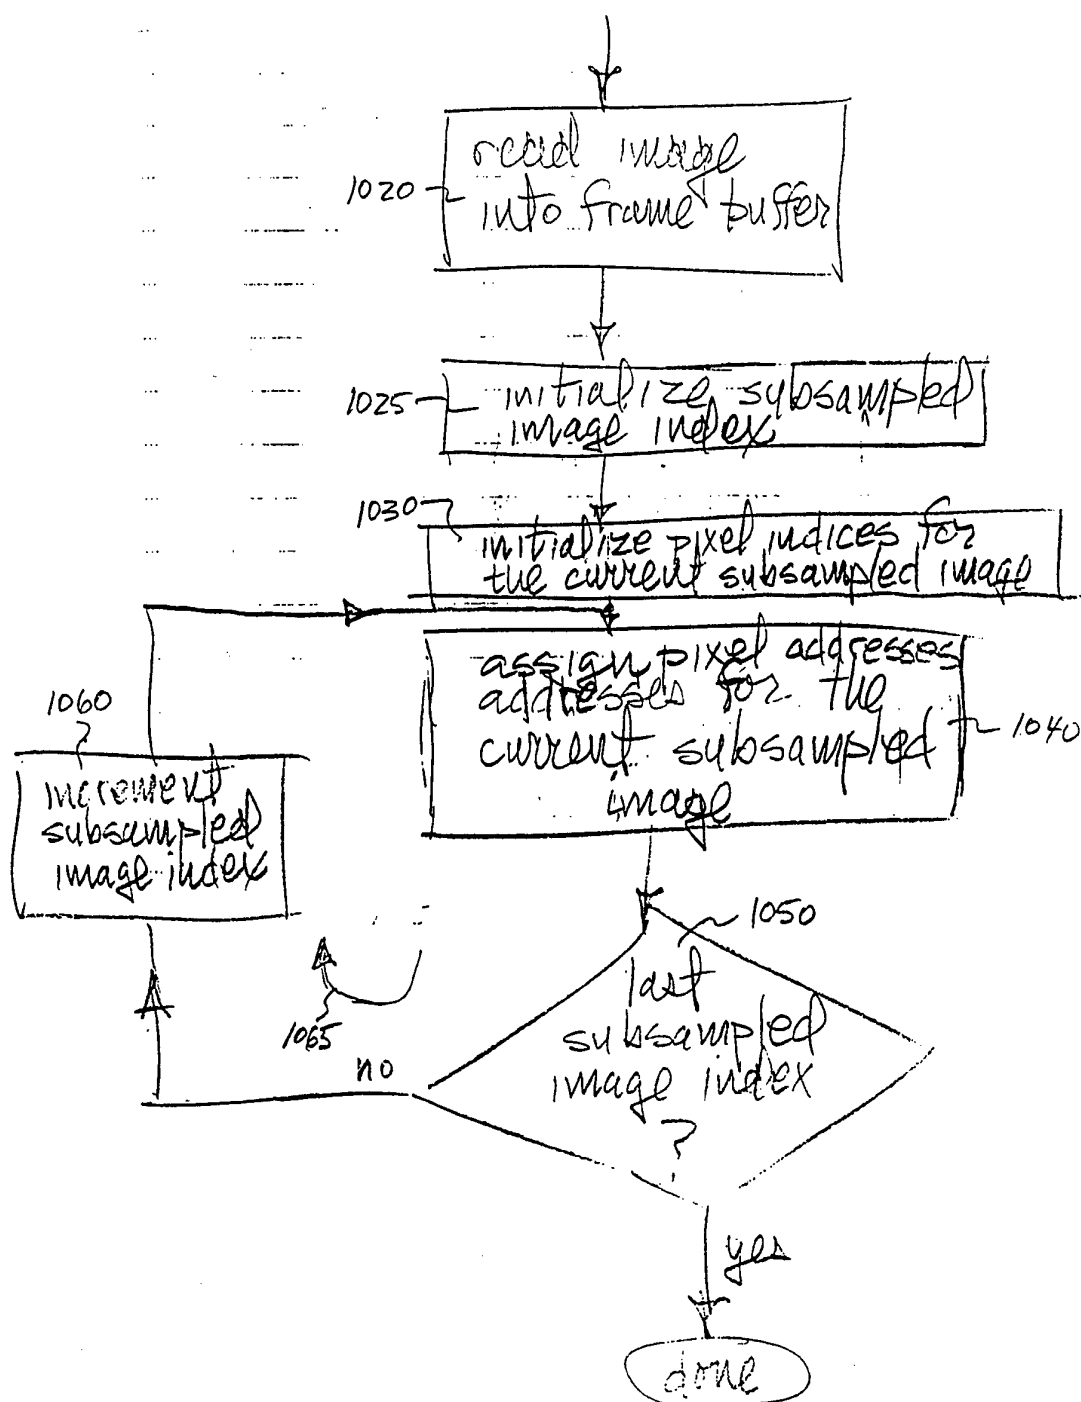 read image
1020
into frame buffer
1025
initialize subsampled
image index
1030
initialize pixel indices for
the current subsampled image
assign pixel addresses
addresses for the
current subsampled
image
1040
1060
increment
subsampled
image index
1050
last
subsampled
image index
?
1065
no
yes
done